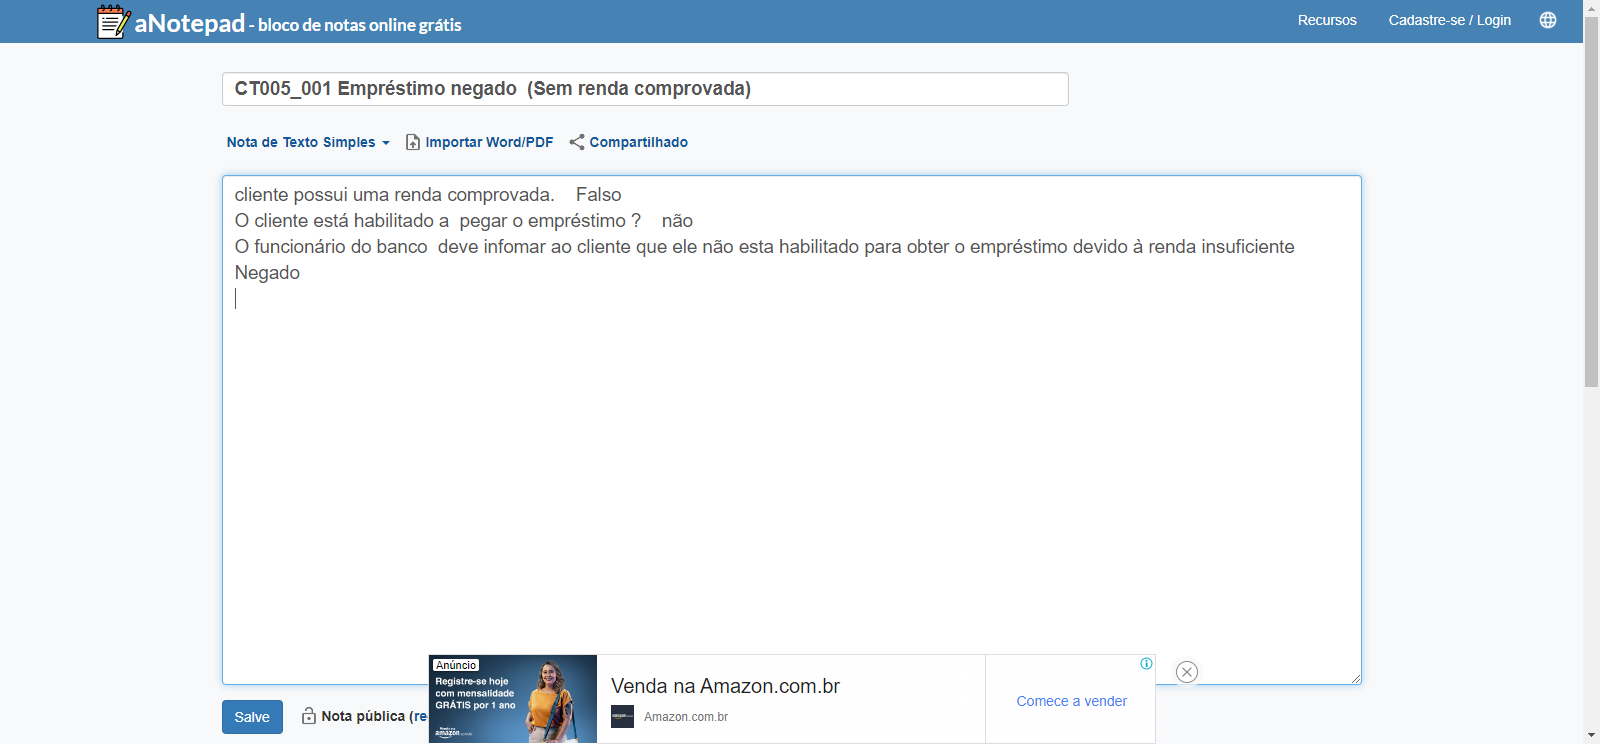 aNotepad - bloco de notas online grátis
Recursos
Cadastre-se / Login
CT005_001 Empréstimo negado  (Sem renda comprovada)
Nota de Texto Simples
Importar Word/PDF
Compartilhado
cliente possui uma renda comprovada.    Falso
O cliente está habilitado a  pegar o empréstimo ?    não
O funcionário do banco  deve infomar ao cliente que ele não esta habilitado para obter o empréstimo devido à renda insuficiente
Negado
Anúncio
Registre-se hoje
com mensalidade
GRÁTIS por 1 ano
amazon.com.br
Venda na Amazon.com.br
Amazon.com.br
Comece a vender
Salve
Nota pública (re